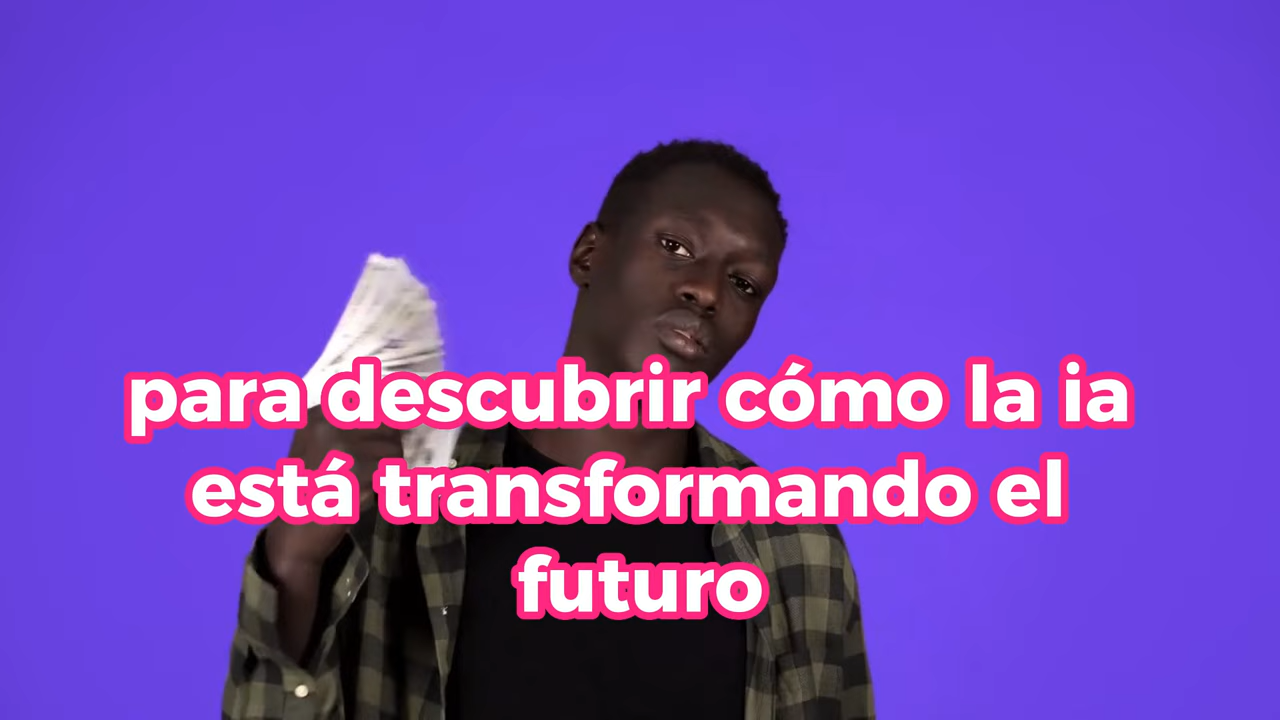 para descubrir cómo la ia
está transformando el
futuro